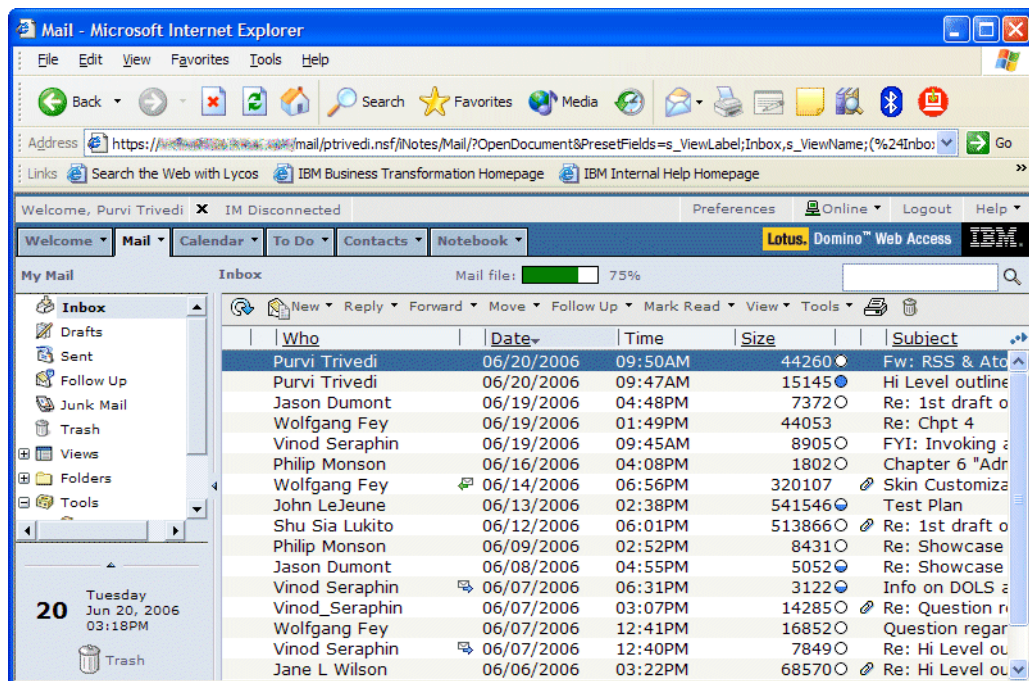 Mail - Microsoft Internet Explorer
File Edit View Favorites Tools Help
Back Search Favorites Media
Address https:// /mail/ptrivedi.nsf/iNotes/Mail/?OpenDocument&PresetFields=s_ViewLabel;Inbox,s_ViewName;(%24Inbox Go
Links Search the Web with Lycos IBM Business Transformation Homepage IBM Internal Help Homepage »
Welcome, Purvi Trivedi X IM Disconnected Preferences Online Logout Help
Welcome Mail Calendar To Do Contacts Notebook Lotus. Domino™ Web Access IBM.
My Mail Inbox Mail file: 75%
New Reply Forward Move Follow Up Mark Read View Tools
Inbox
Drafts
Sent
Follow Up
Junk Mail
Trash
Views
Folders
Tools
Who Date Time Size Subject
Purvi Trivedi 06/20/2006 09:50AM 44260 Fw: RSS & Ato
Purvi Trivedi 06/20/2006 09:47AM 15145 Hi Level outline
Jason Dumont 06/19/2006 04:48PM 7372 Re: 1st draft o
Wolfgang Fey 06/19/2006 01:49PM 44053 Re: Chpt 4
Vinod Seraphin 06/19/2006 09:45AM 8905 FYI: Invoking a
Philip Monson 06/16/2006 04:08PM 1802 Chapter 6 "Adr
Wolfgang Fey 06/14/2006 06:56PM 320107 Skin Customiza
John LeJeune 06/13/2006 02:38PM 541546 Test Plan
Shu Sia Lukito 06/12/2006 06:01PM 513866 Re: 1st draft o
Philip Monson 06/09/2006 02:52PM 8431 Re: Showcase
Jason Dumont 06/08/2006 04:55PM 5052 Re: Showcase
Vinod Seraphin 06/07/2006 06:31PM 3122 Info on DOLS a
Vinod_Seraphin 06/07/2006 03:07PM 14285 Re: Question r
Wolfgang Fey 06/07/2006 12:41PM 16852 Question regar
Vinod Seraphin 06/07/2006 12:40PM 7849 Re: Hi Level ou
Jane L Wilson 06/06/2006 03:22PM 68570 Re: Hi Level ou
20
Tuesday
Jun 20, 2006
03:18PM
Trash